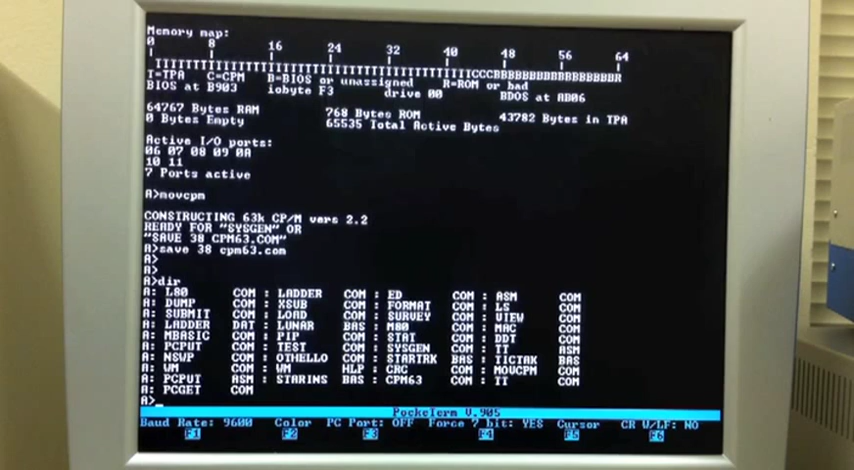 Memory map:
0 8 16 24 32 40 48 56 64
T=TPA C=CPM B=BIOS or unassigned R=ROM or bad
BIOS at B903 iobyte F3 drive 00 BDOS at AB06
64767 Bytes RAM 768 Bytes ROM 43782 Bytes in TPA
0 Bytes Empty 65535 Total Active Bytes
Active I/O ports:
06 07 08 09 0A
10 11
7 Ports active
A>movcpm
CONSTRUCTING 63k CP/M vers 2.2
READY FOR "SYSGEN" OR
"SAVE 38 CPM63.COM"
A>save 38 cpm63.com
A>
A>
A>dir
A: L80 COM : LADDER COM : ED COM : ASM COM
A: DUMP COM : XSUB COM : FORMAT COM : LS COM
A: SUBMIT COM : LOAD COM : SURVEY COM : VIEW COM
A: LADDER DAT : LUNAR BAS : M80 COM : MAC COM
A: MBASIC COM : PIP COM : STAT COM : DDT COM
A: PCPUT COM : TEST COM : SYSGEN COM : TT ASM
A: NSWP COM : OTHELLO COM : STARTRK BAS : TICTAK BAS
A: WM COM : WM HLP : CRC COM : MOVCPM COM
A: PCPUT ASM : STARINS BAS : CPM63 COM : TT COM
A: PCGET COM
A>_
PockeTerm V.905
Baud Rate: 9600 Color PC Port: OFF Force 7 bit: YES Cursor CR W/LF: NO
F1 F2 F3 F4 F5 F6